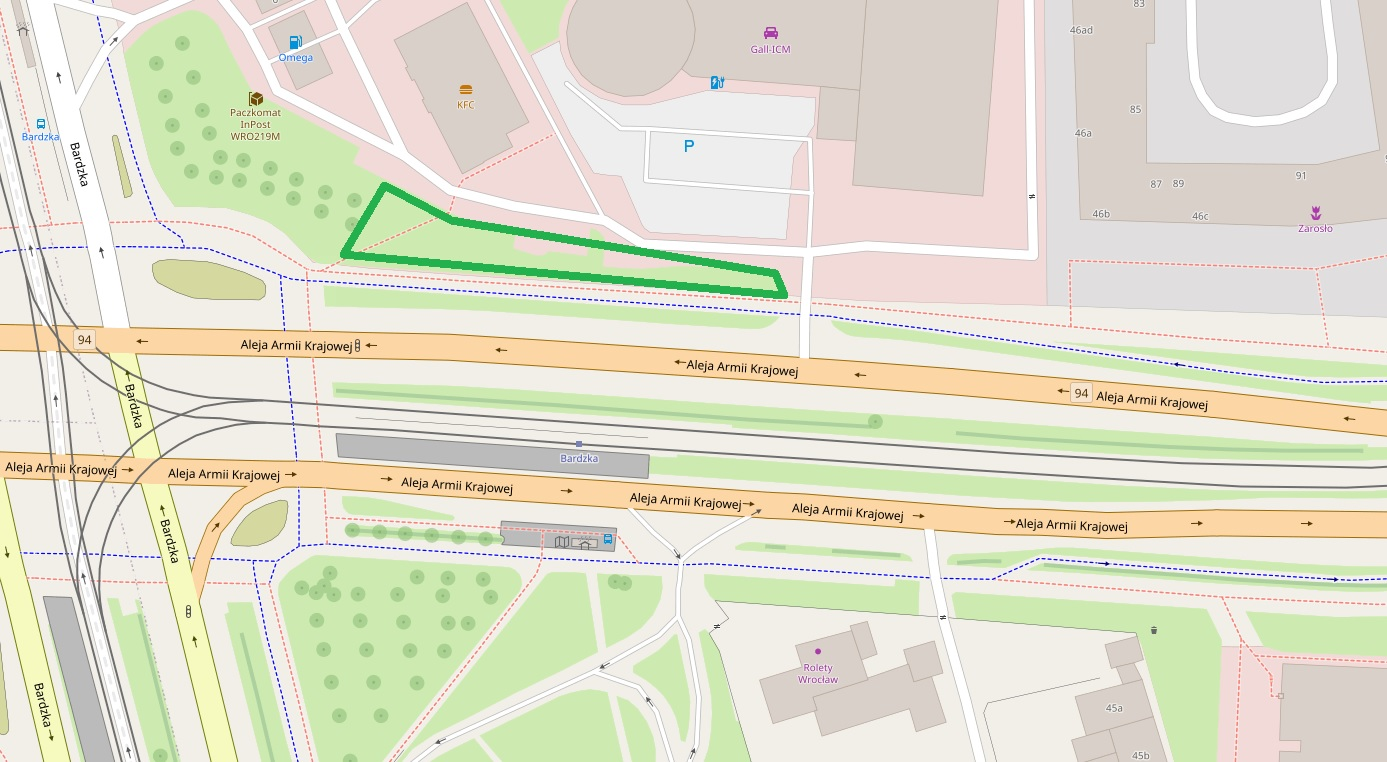 6
83
46ad
Omega
Gall-ICM
KFC
85
Paczkomat
InPost
WRO219M
Bardzka
46a
P
Bardzka
87
89
91
46b
46c
Zarosło
94
Aleja Armii Krajowej
Aleja Armii Krajowej
94
Aleja Armii Krajowej
Bardzka
Bardzka
Aleja Armii Krajowej
Aleja Armii Krajowej
Aleja Armii Krajowej
Aleja Armii Krajowej
Aleja Armii Krajowej
Aleja Armii Krajowej
Bardzka
Rolety
Wrocław
Bardzka
45a
45b